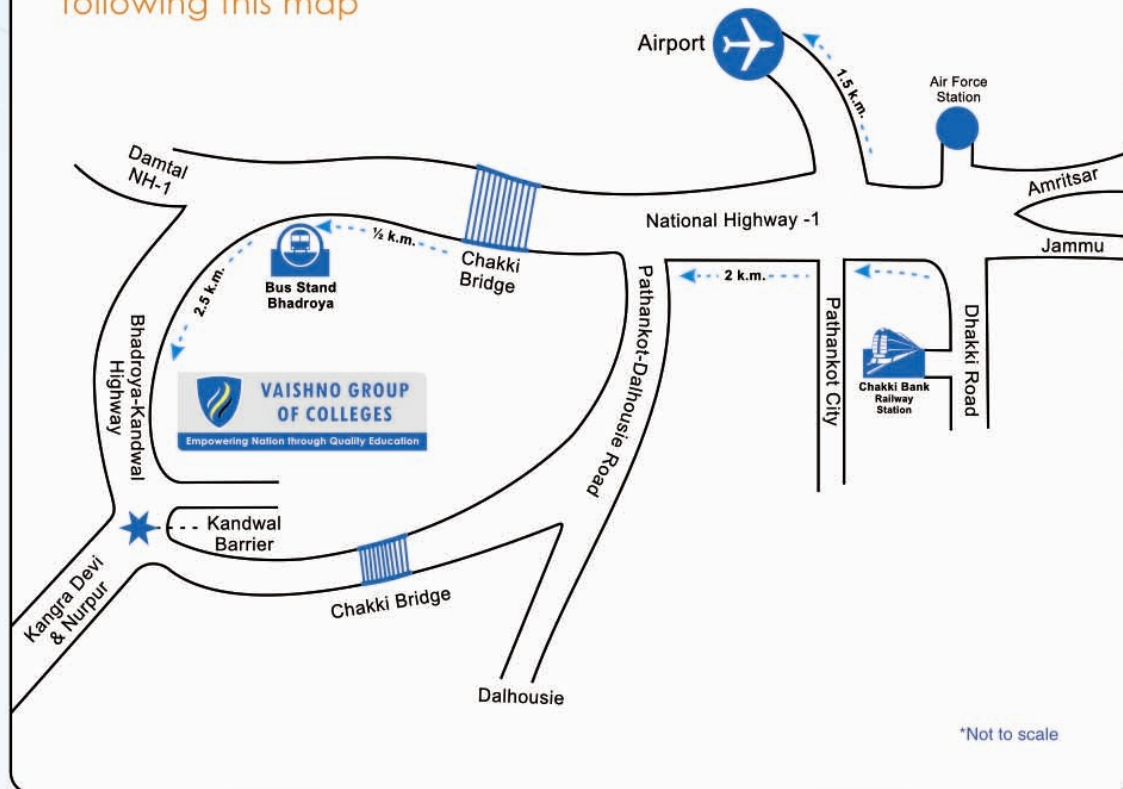 following this map
Airport
1.5 k.m.
Air Force
Station
Damtal
NH-1
Amritsar
National Highway -1
Jammu
½ k.m.
Chakki
Bridge
Bus Stand
Bhadroya
2.5 k.m.
2 k.m.
Pathankot-Dalhousie Road
Pathankot City
Dhakki Road
Chakki Bank
Railway
Station
Bhadroya-Kandwal
Highway
VAISHNO GROUP
OF COLLEGES
Empowering Nation through Quality Education
Kandwal
Barrier
Kangra Devi
& Nurpur
Chakki Bridge
Dalhousie
*Not to scale